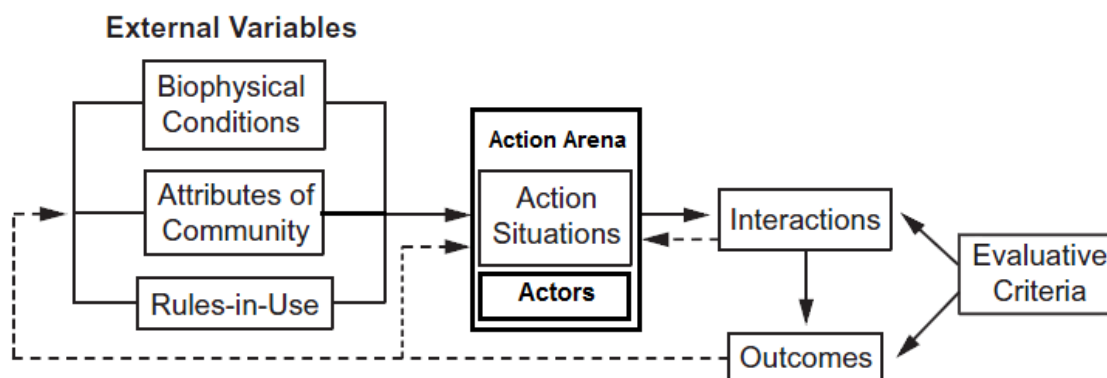 External Variables
Biophysical
Conditions
Attributes of
Community
Rules-in-Use
Action Arena
Action
Situations
Actors
Interactions
Outcomes
Evaluative
Criteria